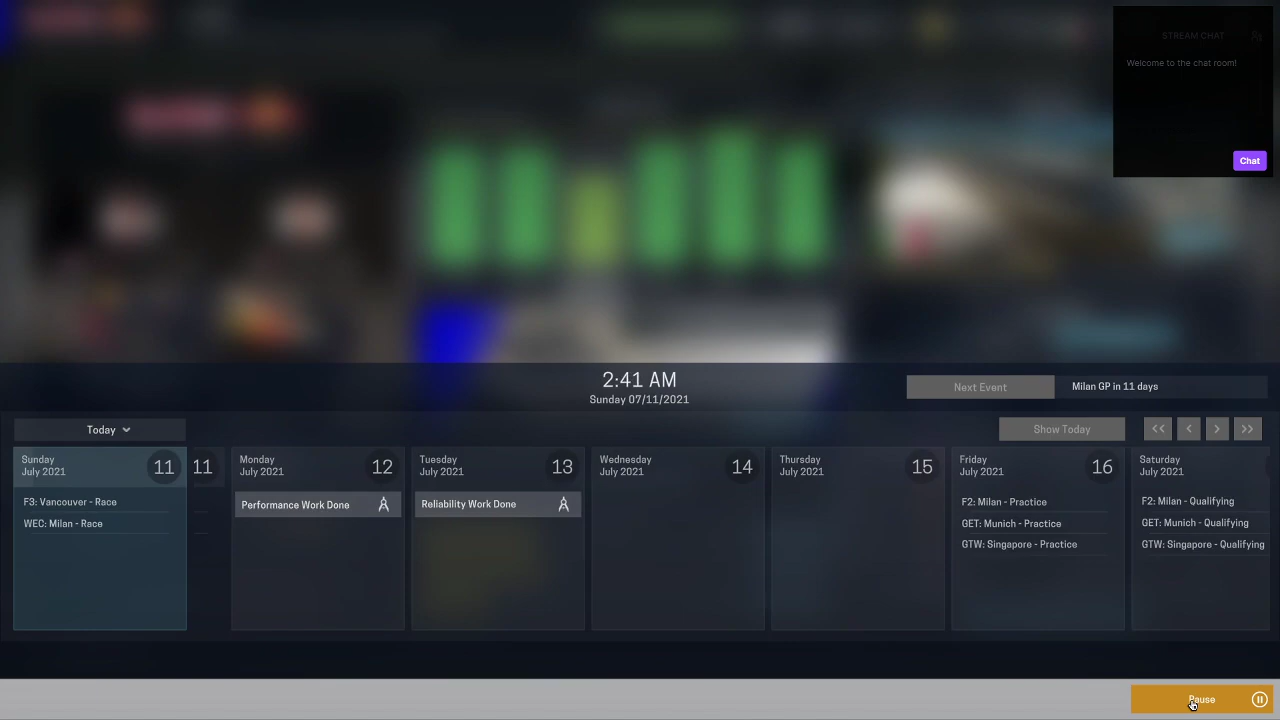 STREAM CHAT
Welcome to the chat room!
Chat
2:41 AM
Sunday 07/11/2021
Next Event
Milan GP in 11 days
Today
Show Today
Sunday
July 2021
11
F3: Vancouver - Race
WEC: Milan - Race
11
Monday
July 2021
12
Performance Work Done
Tuesday
July 2021
13
Reliability Work Done
Wednesday
July 2021
14
Thursday
July 2021
15
Friday
July 2021
16
F2: Milan - Practice
GET: Munich - Practice
GTW: Singapore - Practice
Saturday
July 2021
F2: Milan - Qualifying
GET: Munich - Qualifying
GTW: Singapore - Qualifying
Pause